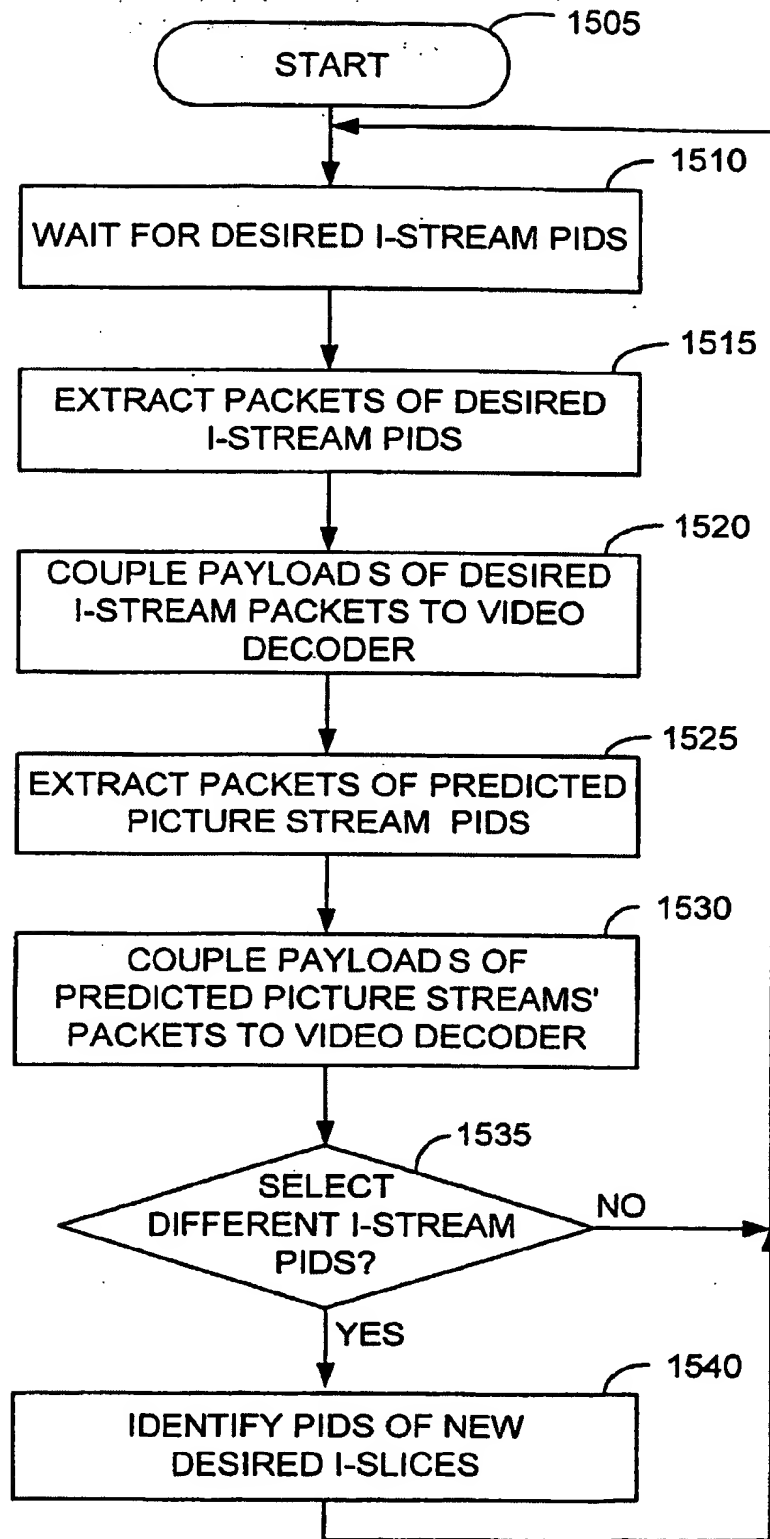 1505
START
1510
WAIT FOR DESIRED I-STREAM PIDS
1515
EXTRACT PACKETS OF DESIRED
I-STREAM PIDS
1520
COUPLE PAYLOADS OF DESIRED
I-STREAM PACKETS TO VIDEO
DECODER
1525
EXTRACT PACKETS OF PREDICTED
PICTURE STREAM PIDS
1530
COUPLE PAYLOADS OF
PREDICTED PICTURE STREAMS'
PACKETS TO VIDEO DECODER
1535
SELECT
DIFFERENT I-STREAM
PIDS?
NO
YES
1540
IDENTIFY PIDS OF NEW
DESIRED I-SLICES